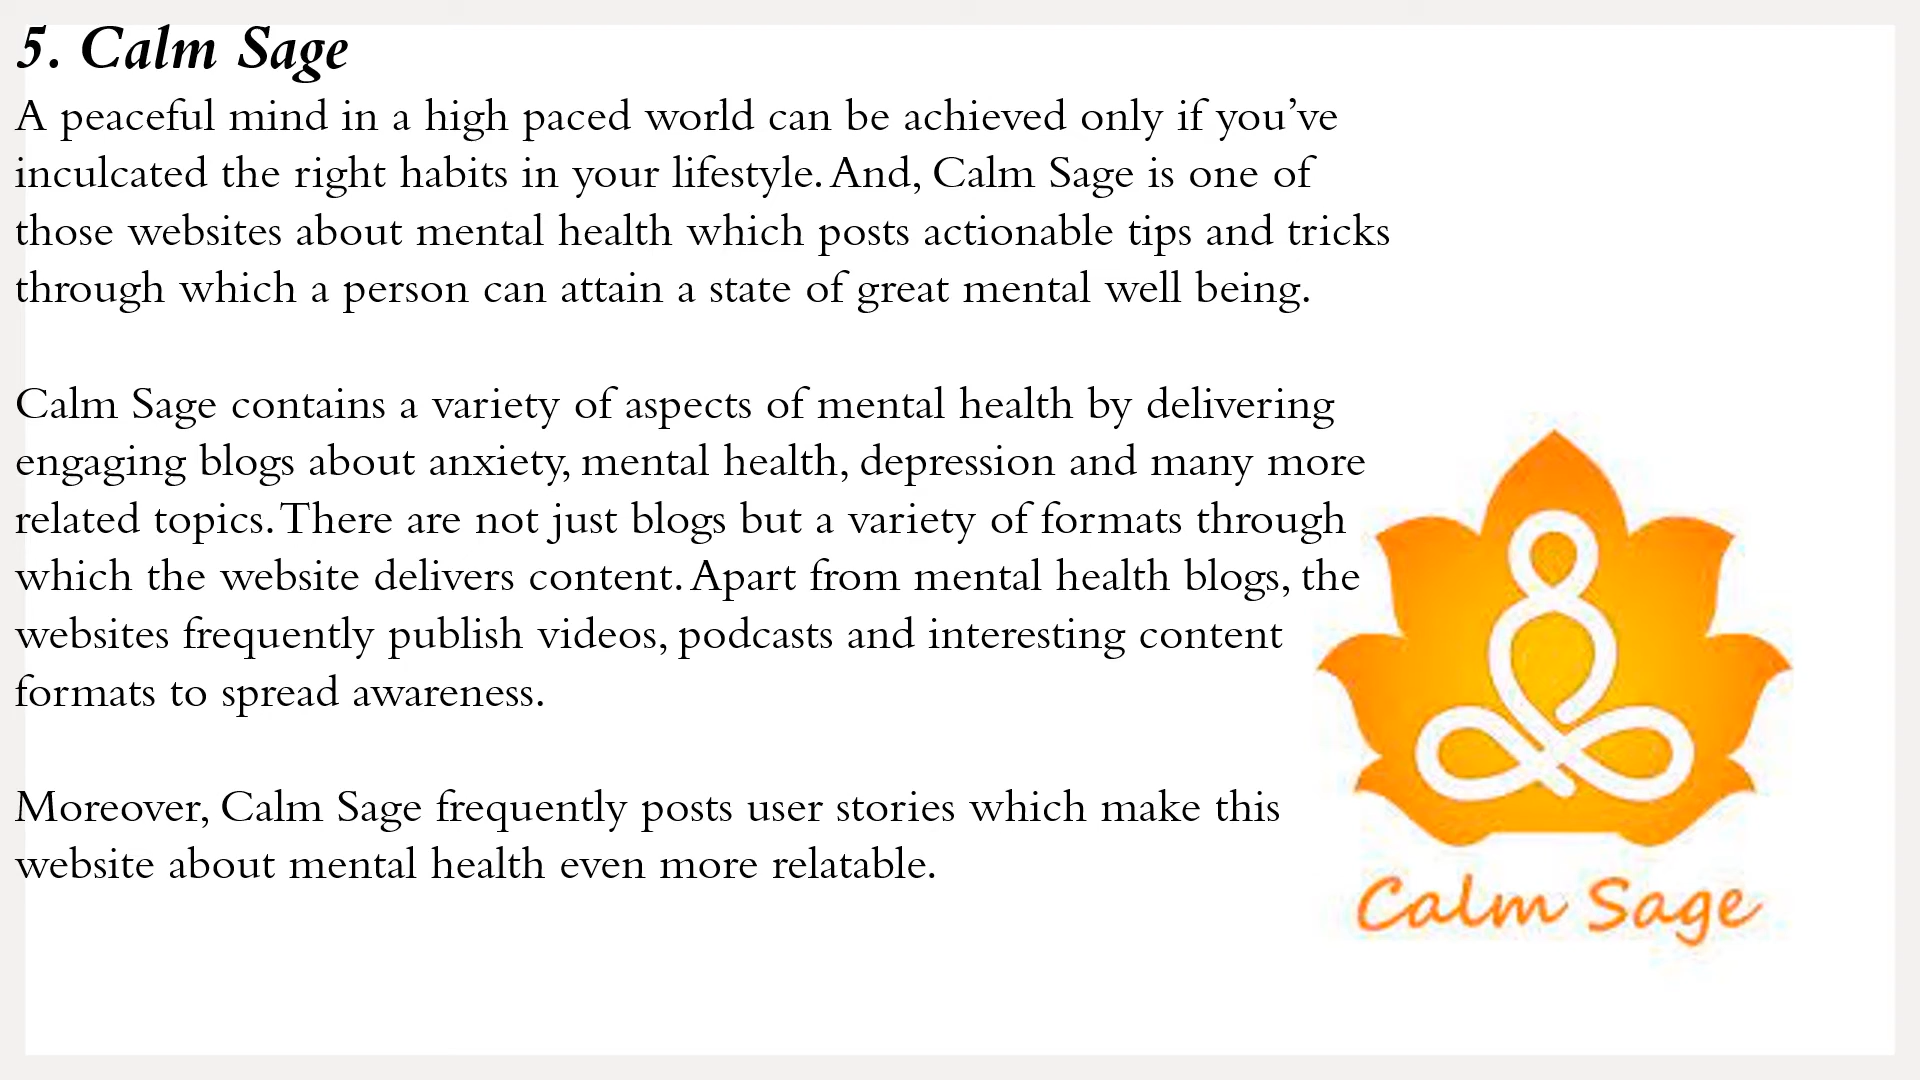 5. Calm Sage
A peaceful mind in a high paced world can be achieved only if you’ve
inculcated the right habits in your lifestyle. And, Calm Sage is one of
those websites about mental health which posts actionable tips and tricks
through which a person can attain a state of great mental well being.
Calm Sage contains a variety of aspects of mental health by delivering
engaging blogs about anxiety, mental health, depression and many more
related topics. There are not just blogs but a variety of formats through
which the website delivers content. Apart from mental health blogs, the
websites frequently publish videos, podcasts and interesting content
formats to spread awareness.
Moreover, Calm Sage frequently posts user stories which make this
website about mental health even more relatable.
Calm Sage